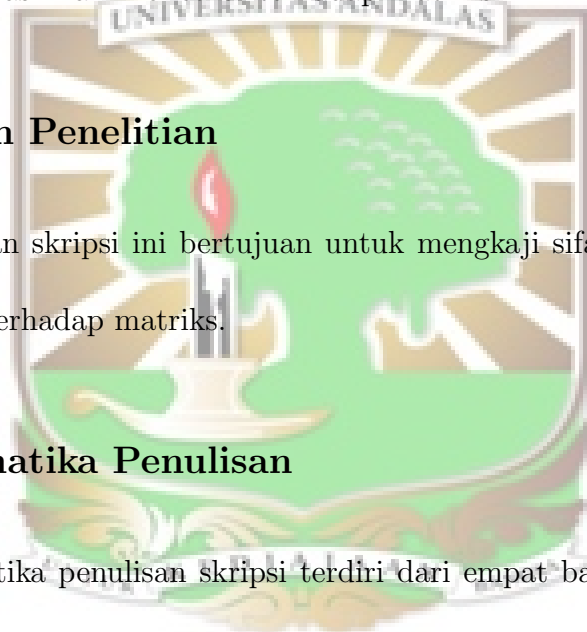 UNIVERSITAS ANDALAS
n Penelitian
an skripsi ini bertujuan untuk mengkaji sifa
erhadap matriks.
natika Penulisan
tika penulisan skripsi terdiri dari empat ba